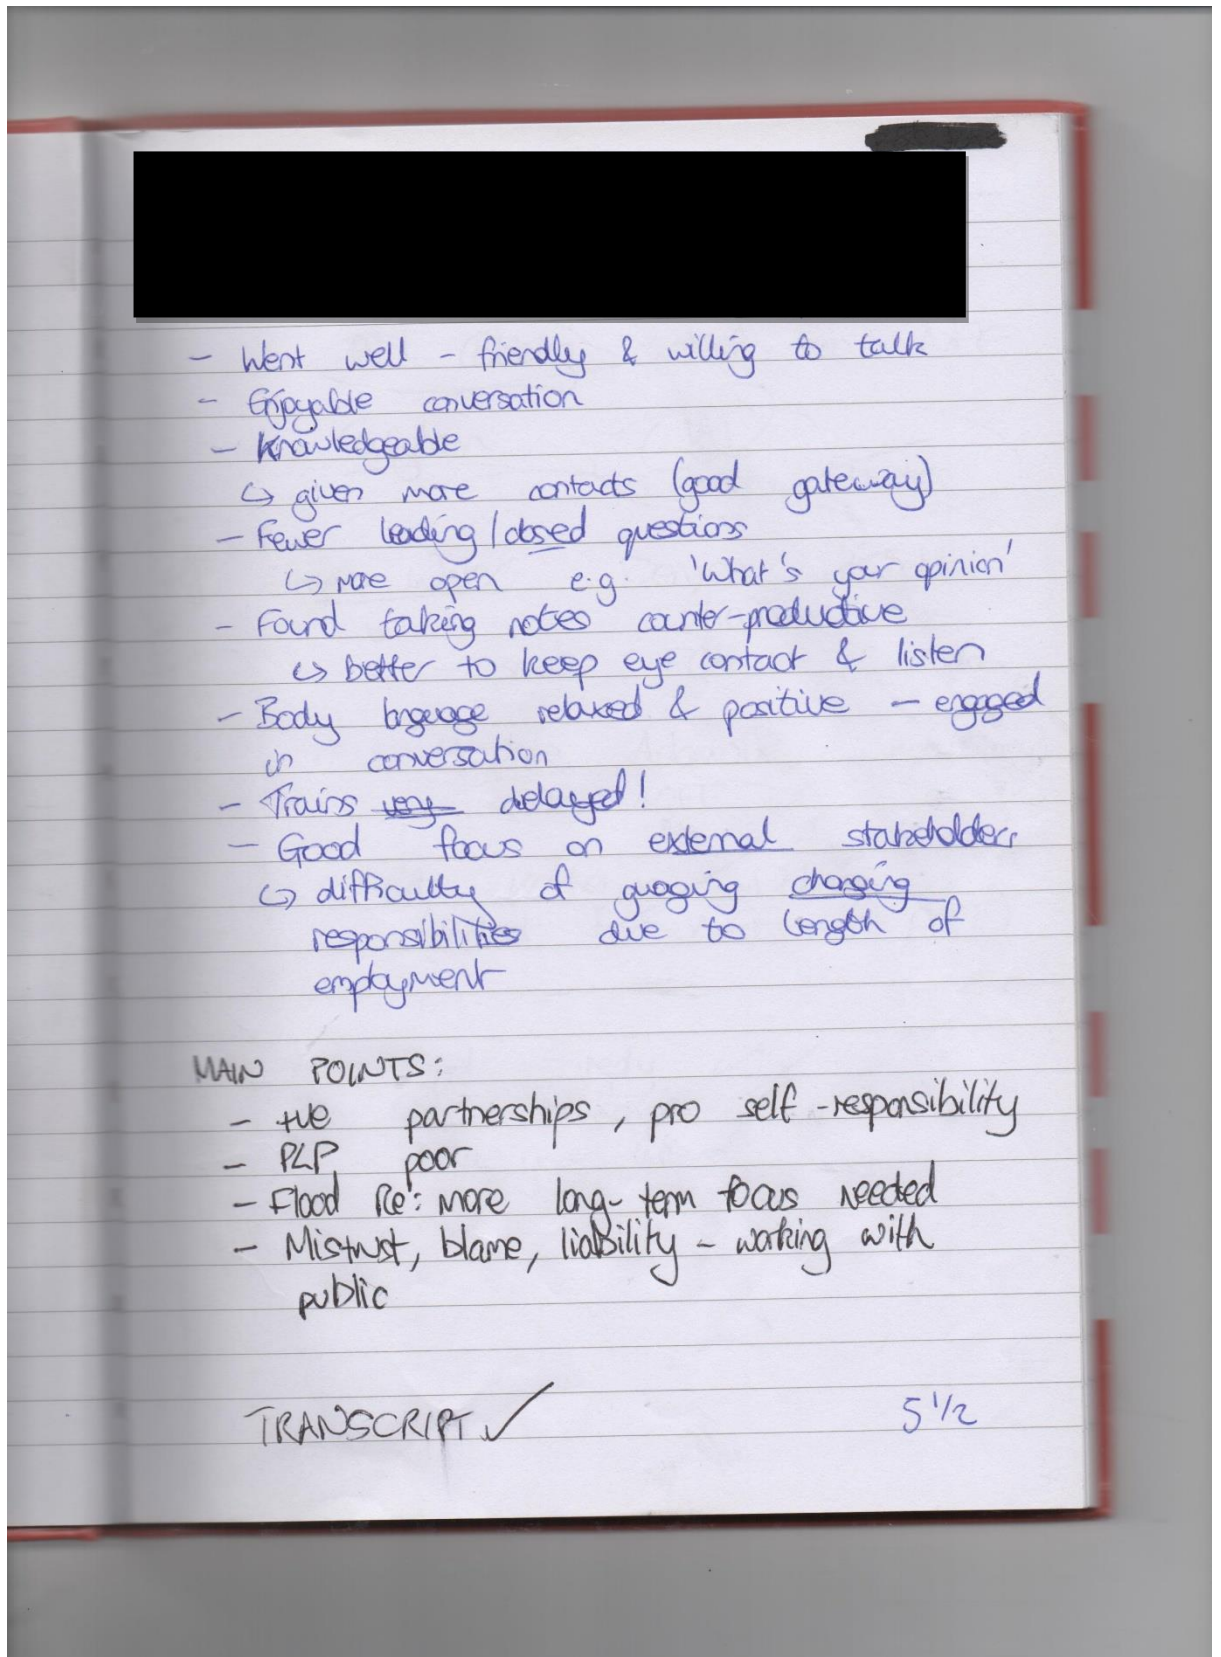 - Went well - friendly & willing to talk
- Enjoyable conversation
- Knowledgeable
↳ given more contacts (good gateway)
- Fewer leading/closed questions
↳ more open e.g. 'What's your opinion'
- Found taking notes counter-productive
↳ better to keep eye contact & listen
- Body language relaxed & positive - engaged
in conversation
- Trains very delayed!
- Good focus on external stakeholders
↳ difficulty of guaging changing
responsibilities due to length of
employment
MAIN POINTS:
- +ve partnerships, pro self-responsibility
- PLP poor
- Flood Re: more long-term focus needed
- Mistrust, blame, liability - working with
public
TRANSCRIPT ✓
5 1/2